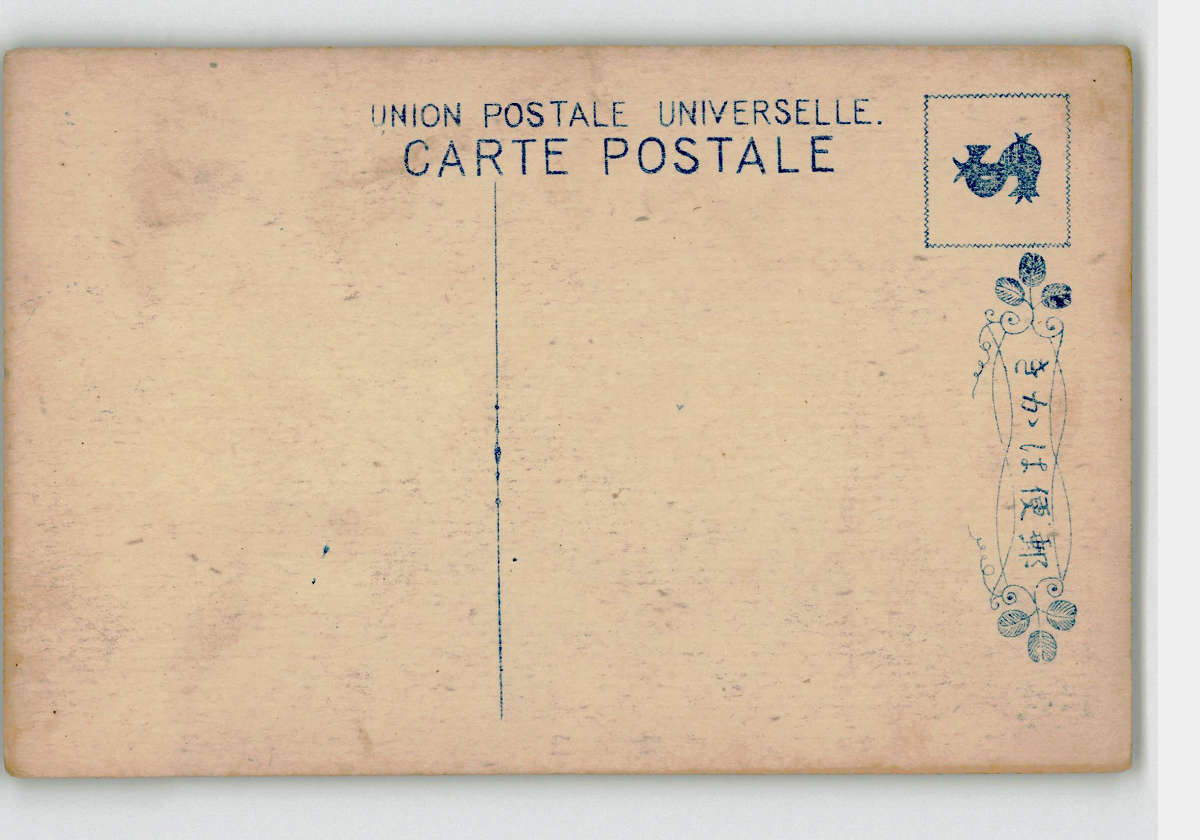 UNION POSTALE UNIVERSELLE.
CARTE POSTALE
郵便はかき